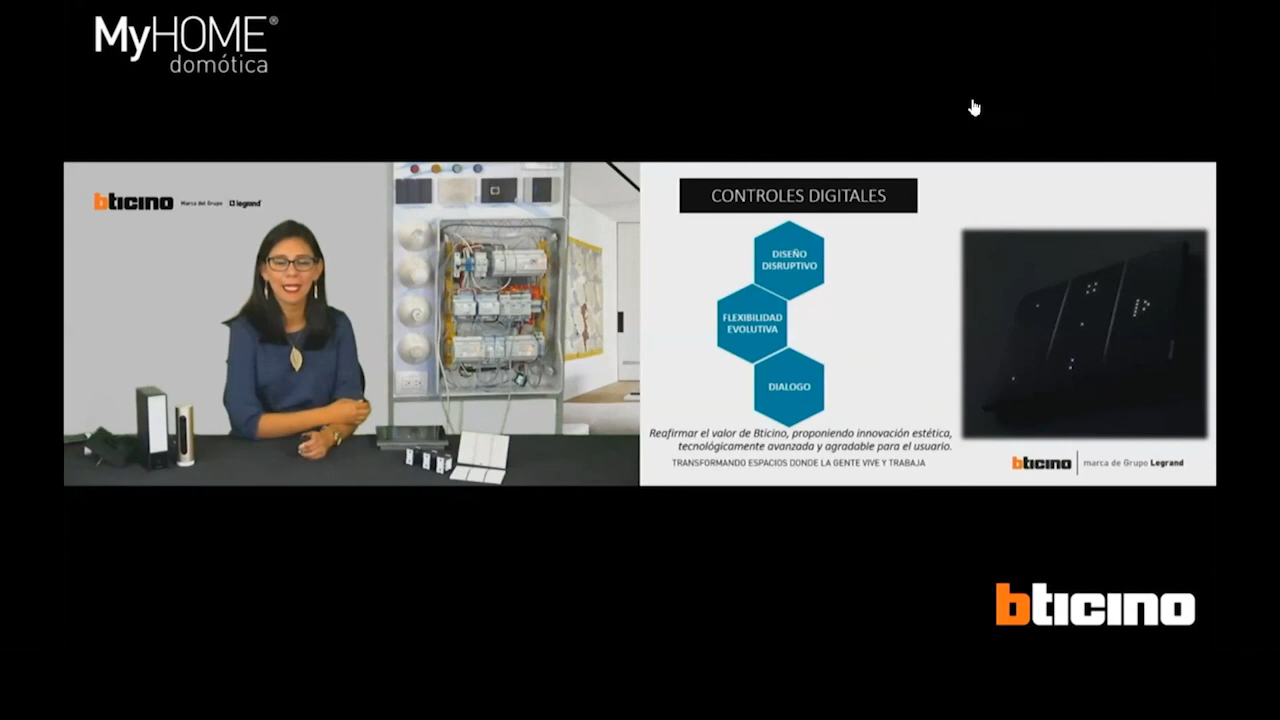 MyHOME®
domótica
bticino Marca del Grupo legrand
CONTROLES DIGITALES
DISEÑO
DISRUPTIVO
FLEXIBILIDAD
EVOLUTIVA
DIALOGO
Reafirmar el valor de Bticino, proponiendo innovación estética,
tecnológicamente avanzada y agradable para el usuario.
TRANSFORMANDO ESPACIOS DONDE LA GENTE VIVE Y TRABAJA
bticino marca de Grupo Legrand
bticino